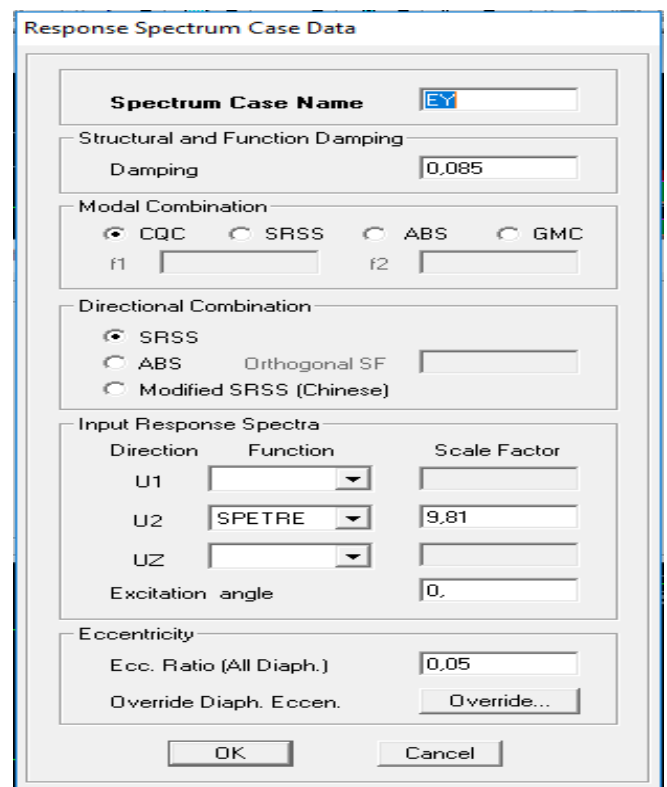 Response Spectrum Case Data
Spectrum Case Name EY
Structural and Function Damping
Damping 0,085
Modal Combination
CQC SRSS ABS GMC
f1 f2
Directional Combination
SRSS
ABS Orthogonal SF
Modified SRSS (Chinese)
Input Response Spectra
Direction Function Scale Factor
U1
U2 SPETRE 9,81
UZ
Excitation angle 0,
Eccentricity
Ecc. Ratio (All Diaph.) 0,05
Override Diaph. Eccen. Override...
OK Cancel